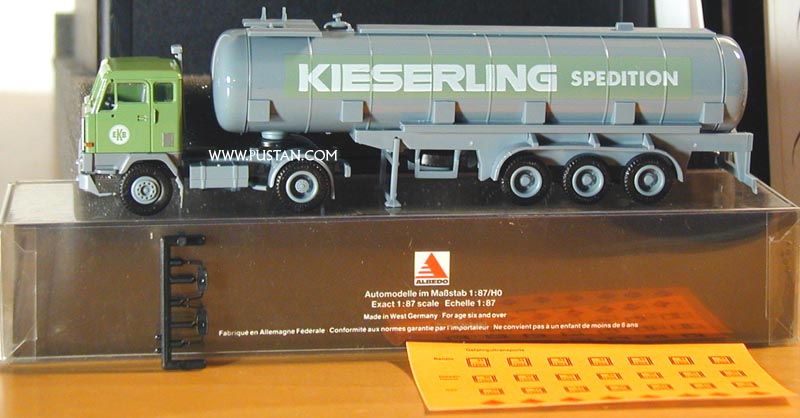 KIESERLING SPEDITION
EKB
WWW.PUSTAN.COM
ALBEDO
Automodelle im Maßstab 1:87/H0
Exact 1:87 scale Echelle 1:87
Made in West Germany For age six and over
Fabriqué en Allemagne Féderale Conformité aux normes garantie par l'importateur Ne convient pas à un enfant de moins de 6 ans
Gefahrguttransporte